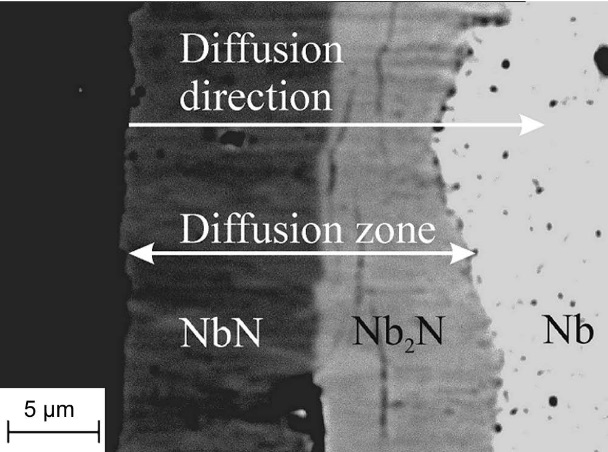 Diffusion
direction
Diffusion zone
NbN
Nb₂N
Nb
5 µm